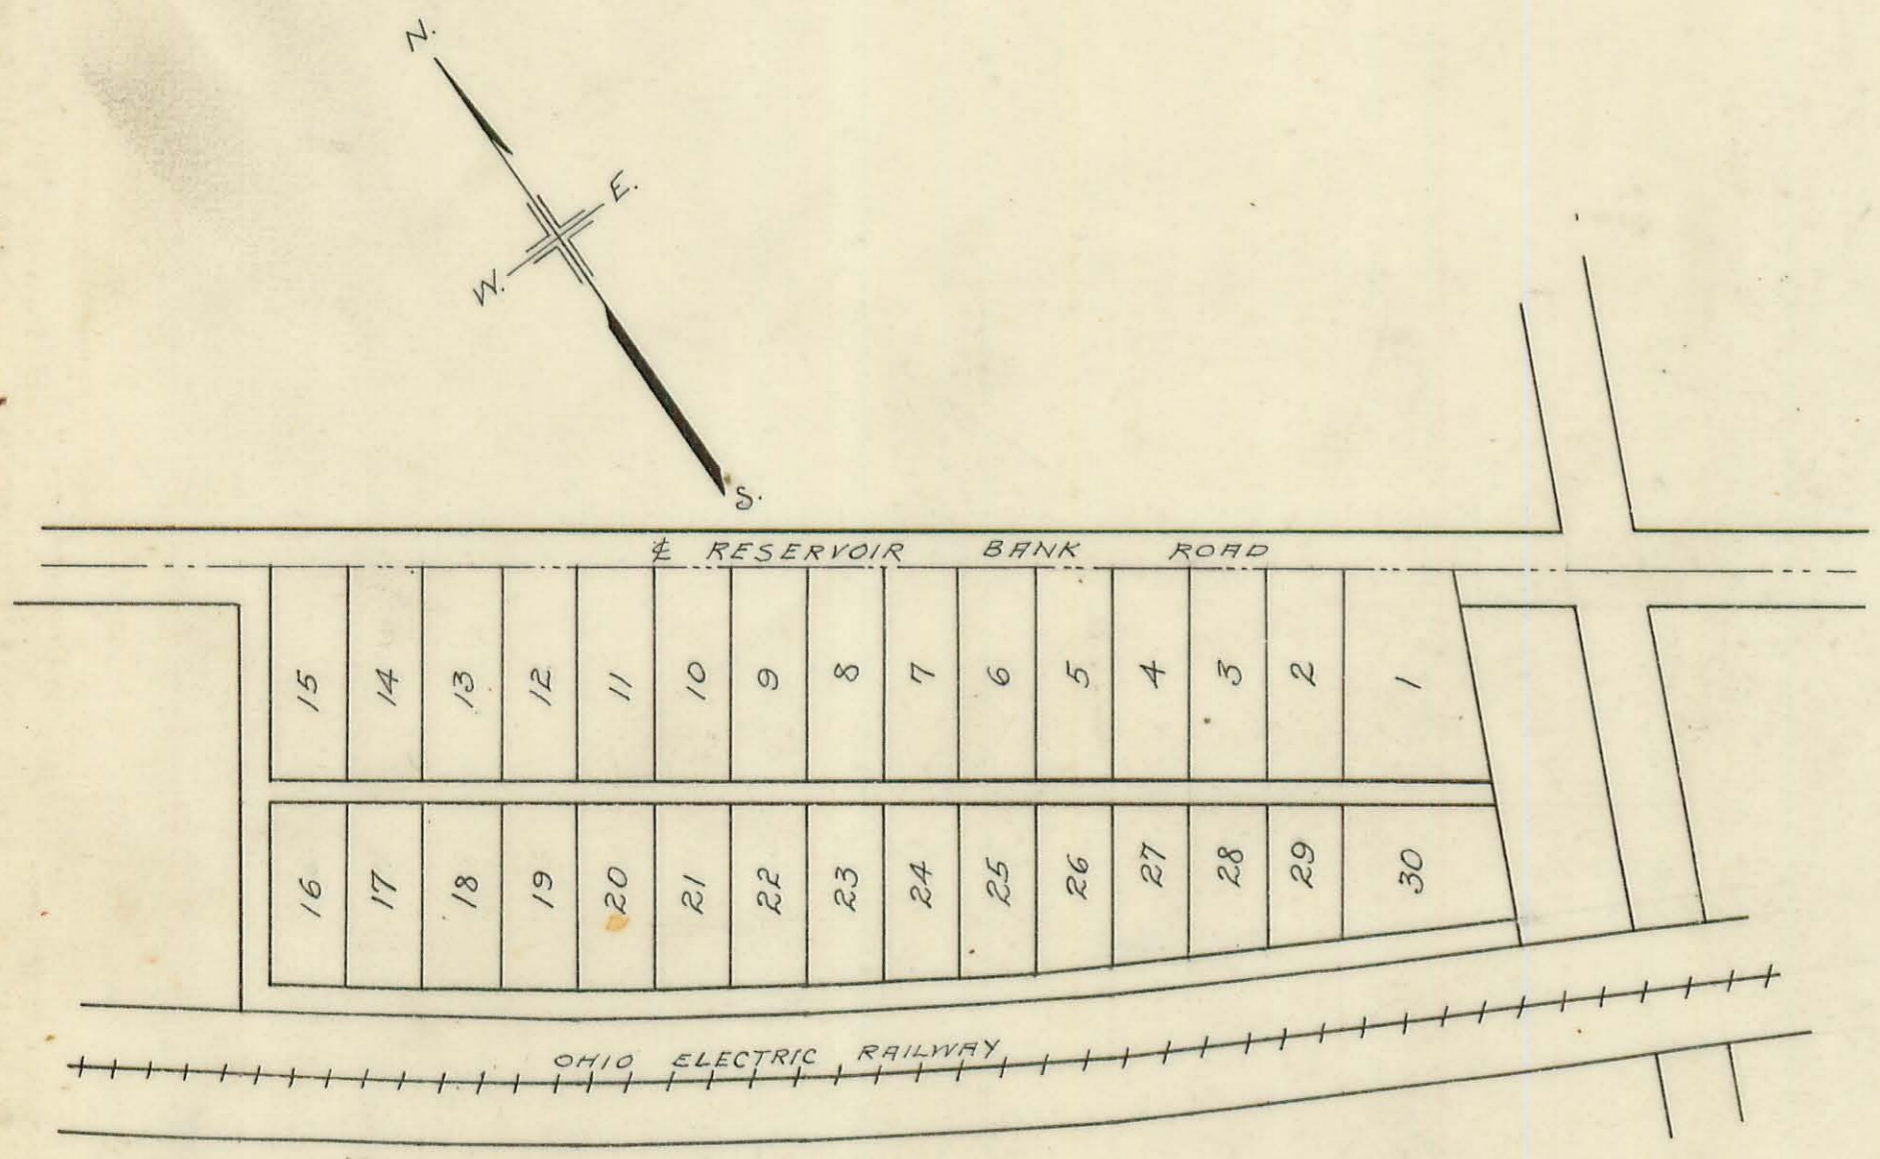 N.
E.
W.
S.
℄ RESERVOIR BANK ROAD
15 14 13 12 11 10 9 8 7 6 5 4 3 2 1
16 17 18 19 20 21 22 23 24 25 26 27 28 29 30
OHIO ELECTRIC RAILWAY